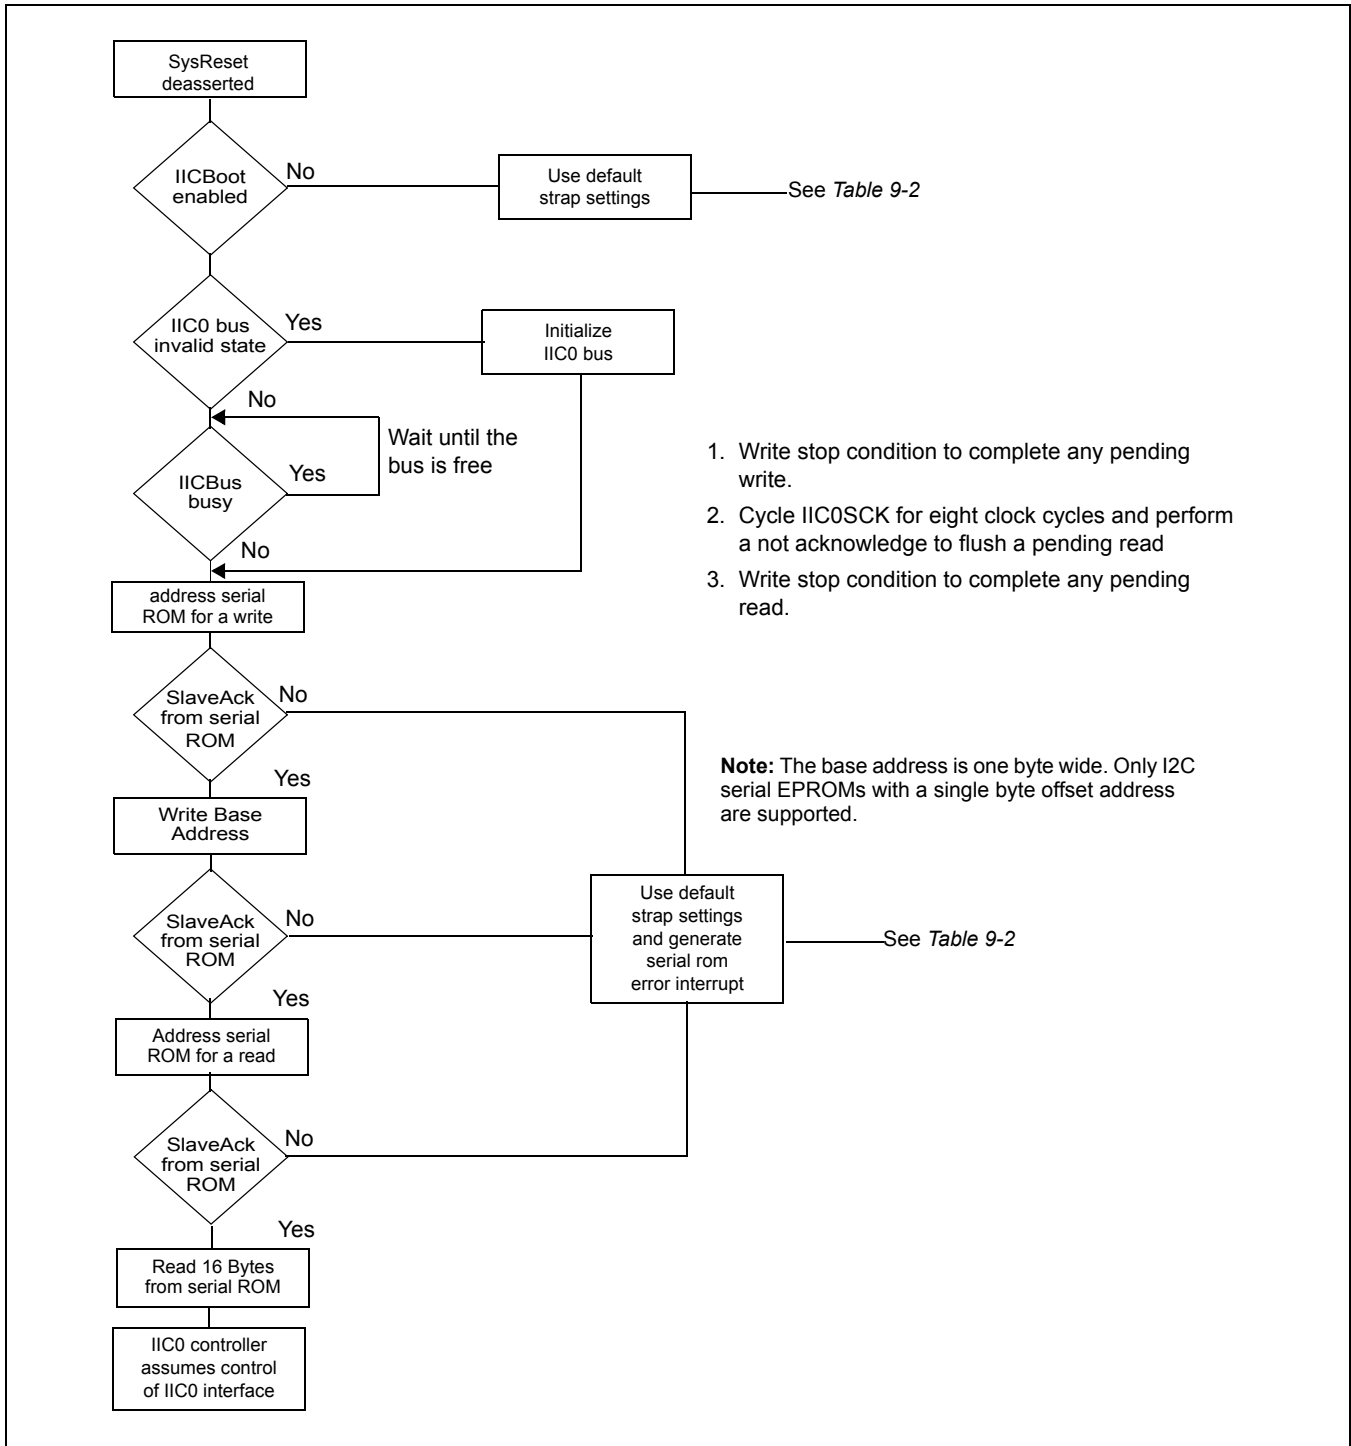 SysReset
deasserted
IICBoot
enabled
No
Use default
strap settings
See Table 9-2
IIC0 bus
invalid state
Yes
Initialize
IIC0 bus
No
Wait until the
bus is free
IICBus
busy
Yes
No
1. Write stop condition to complete any pending
write.
2. Cycle IIC0SCK for eight clock cycles and perform
a not acknowledge to flush a pending read
3. Write stop condition to complete any pending
read.
address serial
ROM for a write
SlaveAck
from serial
ROM
No
Yes
Note: The base address is one byte wide. Only I2C
serial EPROMs with a single byte offset address
are supported.
Write Base
Address
SlaveAck
from serial
ROM
No
Use default
strap settings
and generate
serial rom
error interrupt
See Table 9-2
Yes
Address serial
ROM for a read
SlaveAck
from serial
ROM
No
Yes
Read 16 Bytes
from serial ROM
IIC0 controller
assumes control
of IIC0 interface